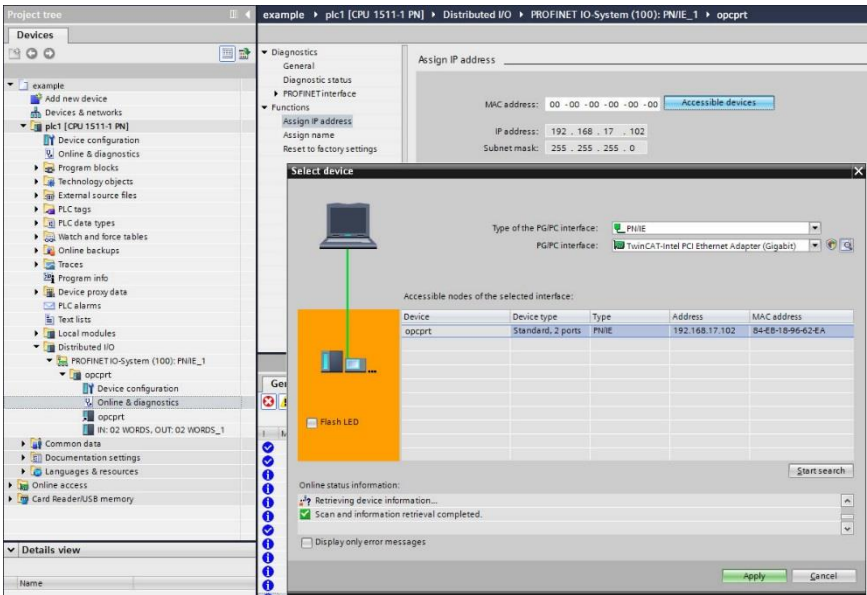 Project tree
example ▸ plc1 [CPU 1511-1 PN] ▸ Distributed I/O ▸ PROFINET IO-System (100): PN/IE_1 ▸ opcprt
Devices
example
Add new device
Devices & networks
plc1 [CPU 1511-1 PN]
Device configuration
Online & diagnostics
Program blocks
Technology objects
External source files
PLC tags
PLC data types
Watch and force tables
Online backups
Traces
Program info
Device proxy data
PLC alarms
Text lists
Local modules
Distributed I/O
PROFINET IO-System (100): PN/IE_1
opcprt
Device configuration
Online & diagnostics
opcprt
IN: 02 WORDS, OUT: 02 WORDS_1
Common data
Documentation settings
Languages & resources
Online access
Card Reader/USB memory
Details view
Name
Diagnostics
General
Diagnostic status
PROFINET interface
Functions
Assign IP address
Assign name
Reset to factory settings
Assign IP address
MAC address: 00 -00 -00 -00 -00 -00 Accessible devices
IP address: 192 . 168 . 17 . 102
Subnet mask: 255 . 255 . 255 . 0
Select device
Type of the PG/PC interface: PN/IE
PG/PC interface: TwinCAT-Intel PCI Ethernet Adapter (Gigabit)
Accessible nodes of the selected interface:
Device Device type Type Address MAC address
opcprt Standard, 2 ports PN/IE 192.168.17.102 84-EB-18-96-62-EA
Flash LED
Start search
Online status information:
Retrieving device information...
Scan and information retrieval completed.
Display only error messages
Apply Cancel